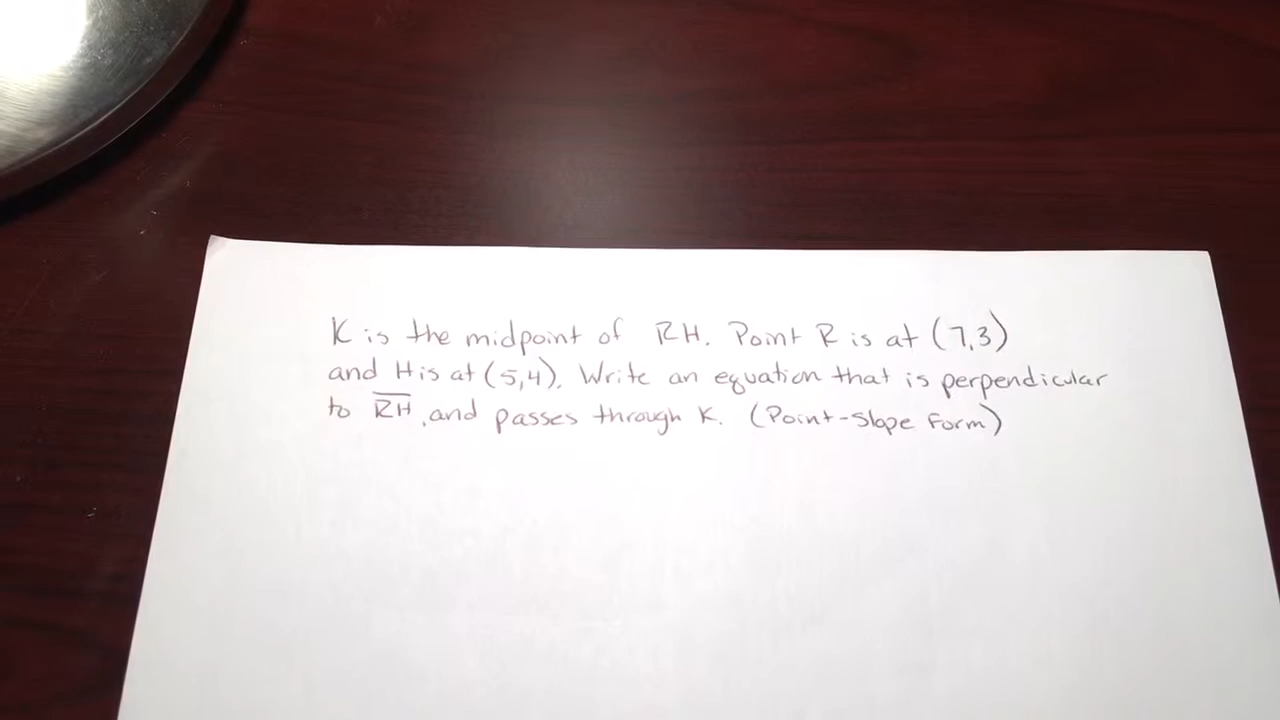 K is the midpoint of RH. Point R is at (7,3)
and H is at (5,4). Write an equation that is perpendicular
to R̅H̅, and passes through K. (Point-Slope Form)